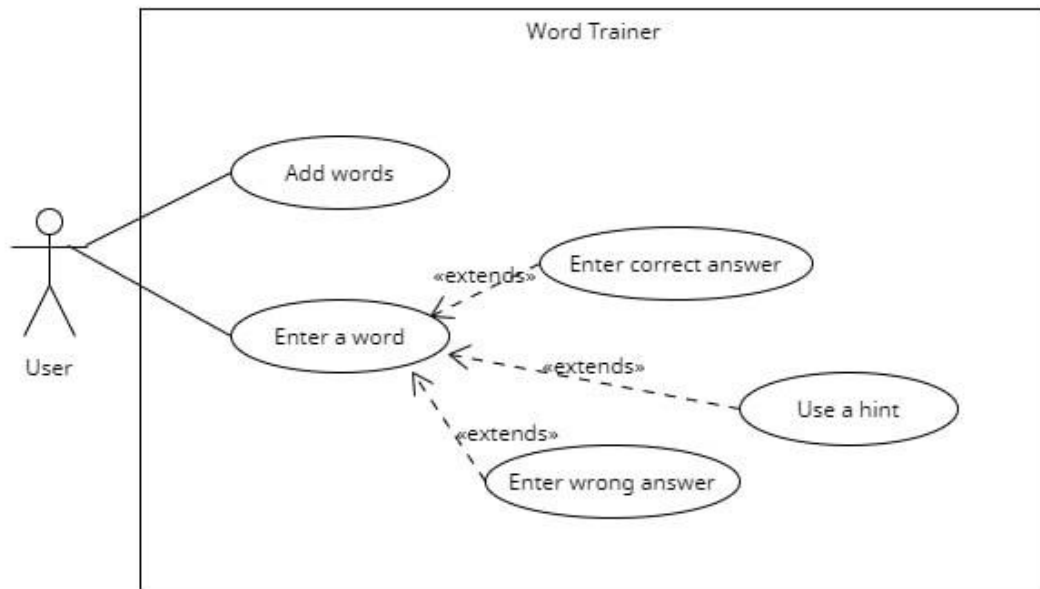 Word Trainer
Add words
Enter correct answer
«extends»
Enter a word
User
«extends»
Use a hint
«extends»
Enter wrong answer